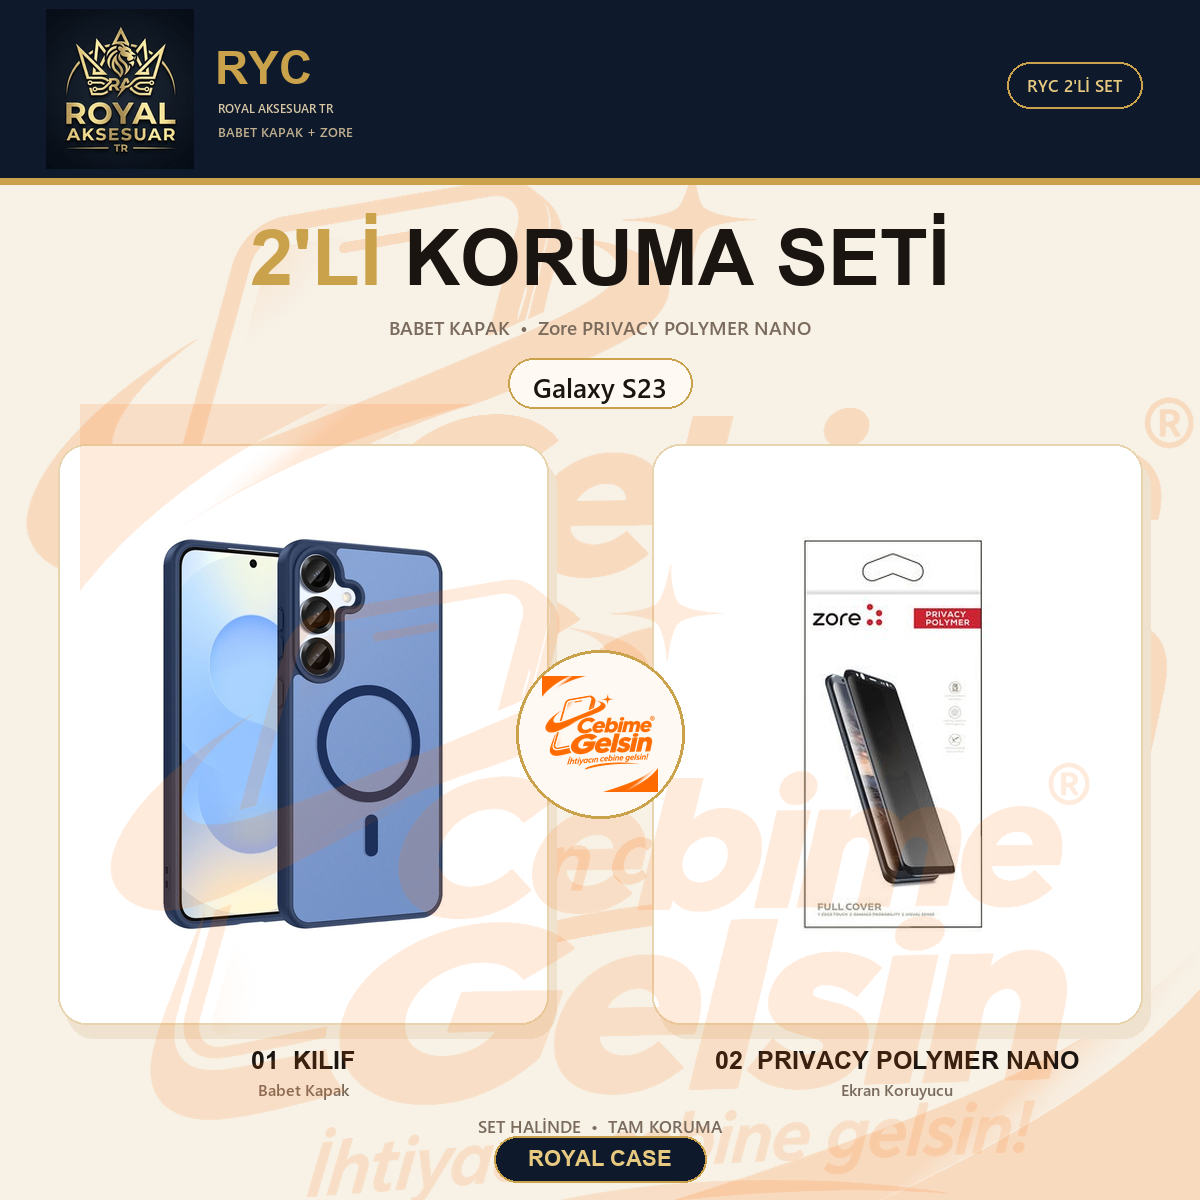 ROYAL
AKSESUAR
TR
RYC
ROYAL AKSESUAR TR
BABET KAPAK + ZORE
RYC 2'Lİ SET
2'Lİ KORUMA SETİ
BABET KAPAK • Zore PRIVACY POLYMER NANO
Galaxy S23
zore
PRIVACY
POLYMER
FULL COVER
Cebime
Gelsin
İhtiyacın cebine gelsin!
Cebime ®
Gelsin
01 KILIF
Babet Kapak
02 PRIVACY POLYMER NANO
Ekran Koruyucu
SET HALİNDE • TAM KORUMA
ROYAL CASE